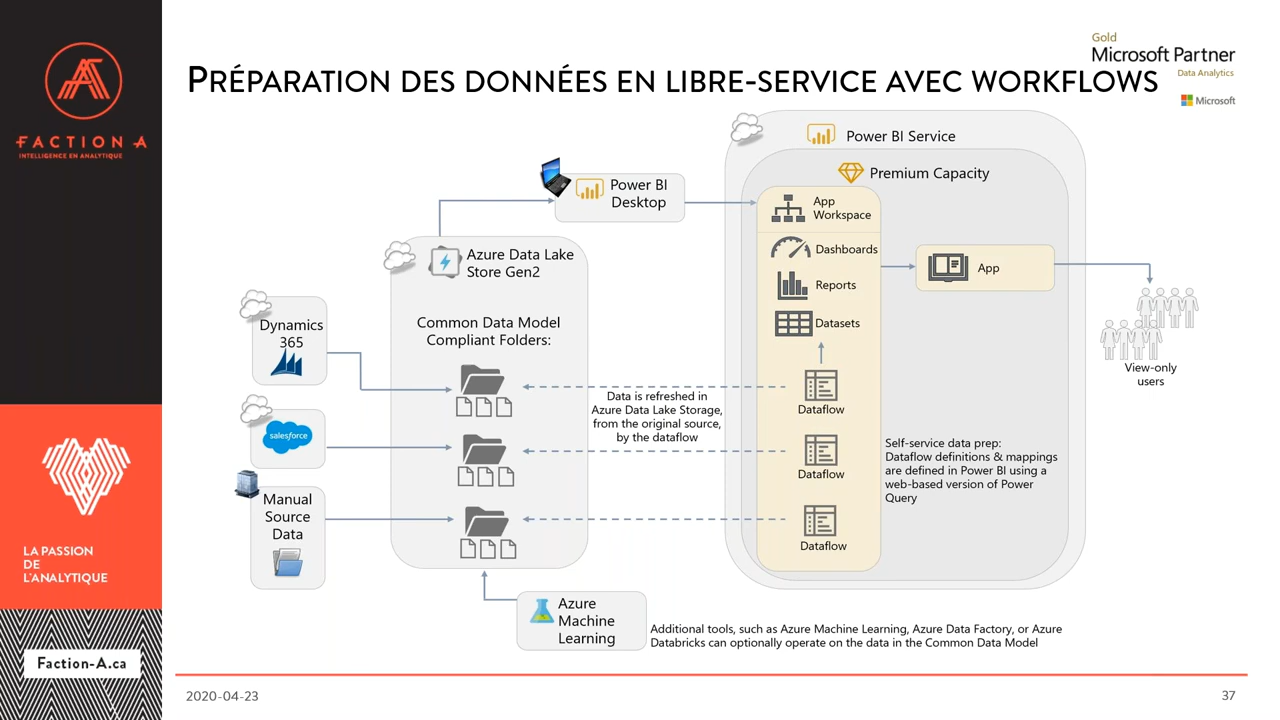 FACTION A
INTELLIGENCE EN ANALYTIQUE
LA PASSION
DE
L'ANALYTIQUE
Faction-A.ca
Gold
Microsoft Partner
Data Analytics
Microsoft
PRÉPARATION DES DONNÉES EN LIBRE-SERVICE AVEC WORKFLOWS
Power BI Service
Premium Capacity
Power BI
Desktop
App
Workspace
Dashboards
Reports
Datasets
App
View-only
users
Azure Data Lake
Store Gen2
Common Data Model
Compliant Folders:
Dynamics
365
salesforce
Manual
Source
Data
Data is refreshed in
Azure Data Lake Storage,
from the original source,
by the dataflow
Dataflow
Dataflow
Dataflow
Self-service data prep:
Dataflow definitions & mappings
are defined in Power BI using a
web-based version of Power
Query
Azure
Machine
Learning
Additional tools, such as Azure Machine Learning, Azure Data Factory, or Azure
Databricks can optionally operate on the data in the Common Data Model
2020-04-23
37